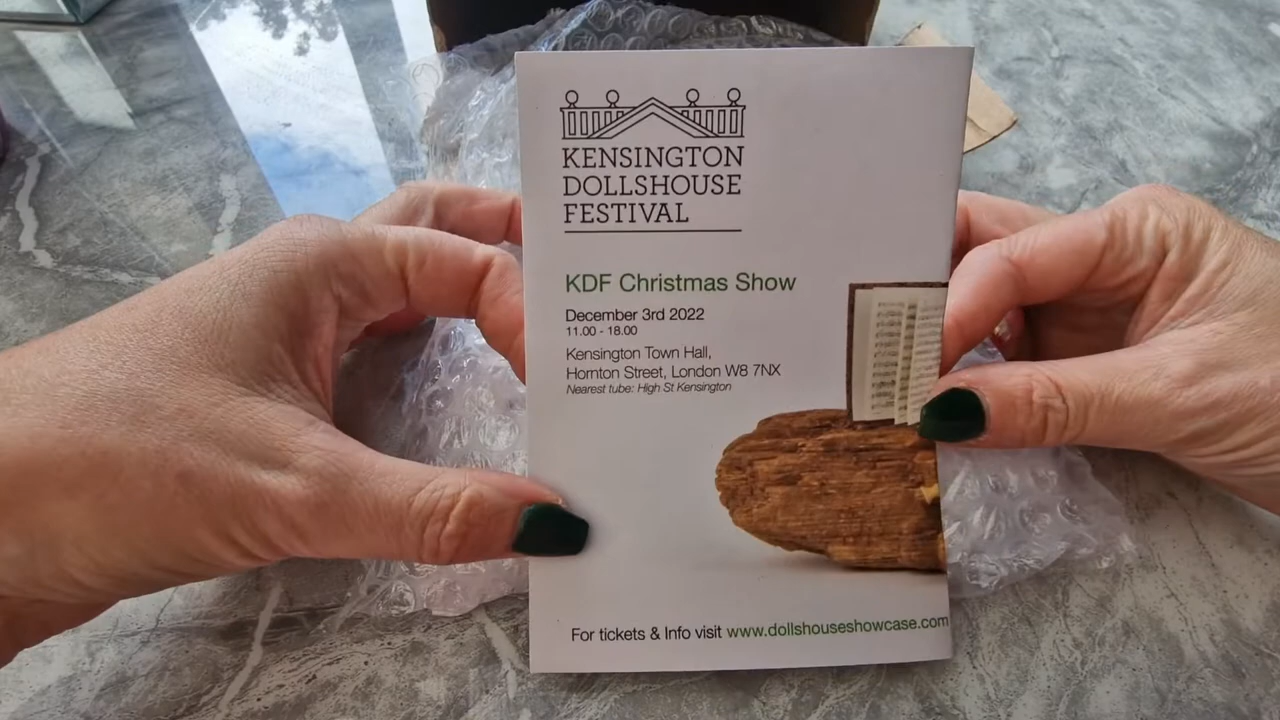 KENSINGTON
DOLLSHOUSE
FESTIVAL
KDF Christmas Show
December 3rd 2022
11.00 - 18.00
Kensington Town Hall,
Hornton Street, London W8 7NX
Nearest tube: High St Kensington
For tickets & Info visit www.dollshouseshowcase.com